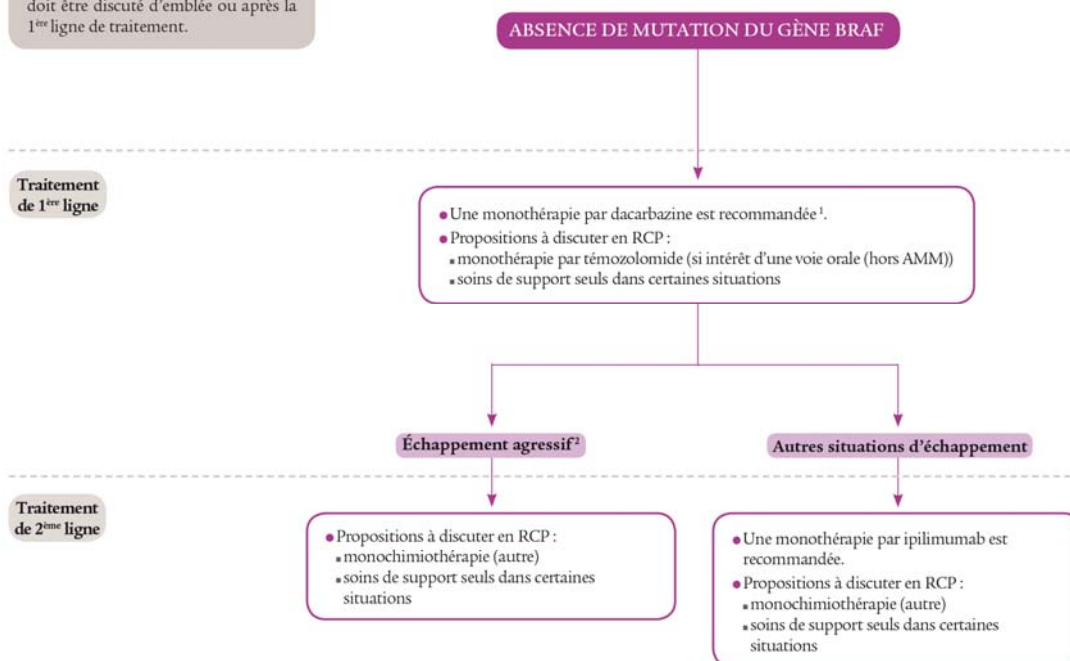 doit être discuté d'emblée ou après la
1ère ligne de traitement.
ABSENCE DE MUTATION DU GÈNE BRAF
Traitement
de 1ère ligne
● Une monothérapie par dacarbazine est recommandée¹.
● Propositions à discuter en RCP :
▪ monothérapie par témozolomide (si intérêt d'une voie orale (hors AMM))
▪ soins de support seuls dans certaines situations
Échappement agressif²
Autres situations d'échappement
Traitement
de 2ème ligne
● Propositions à discuter en RCP :
▪ monochimiothérapie (autre)
▪ soins de support seuls dans certaines
situations
● Une monothérapie par ipilimumab est
recommandée.
● Propositions à discuter en RCP :
▪ monochimiothérapie (autre)
▪ soins de support seuls dans certaines
situations